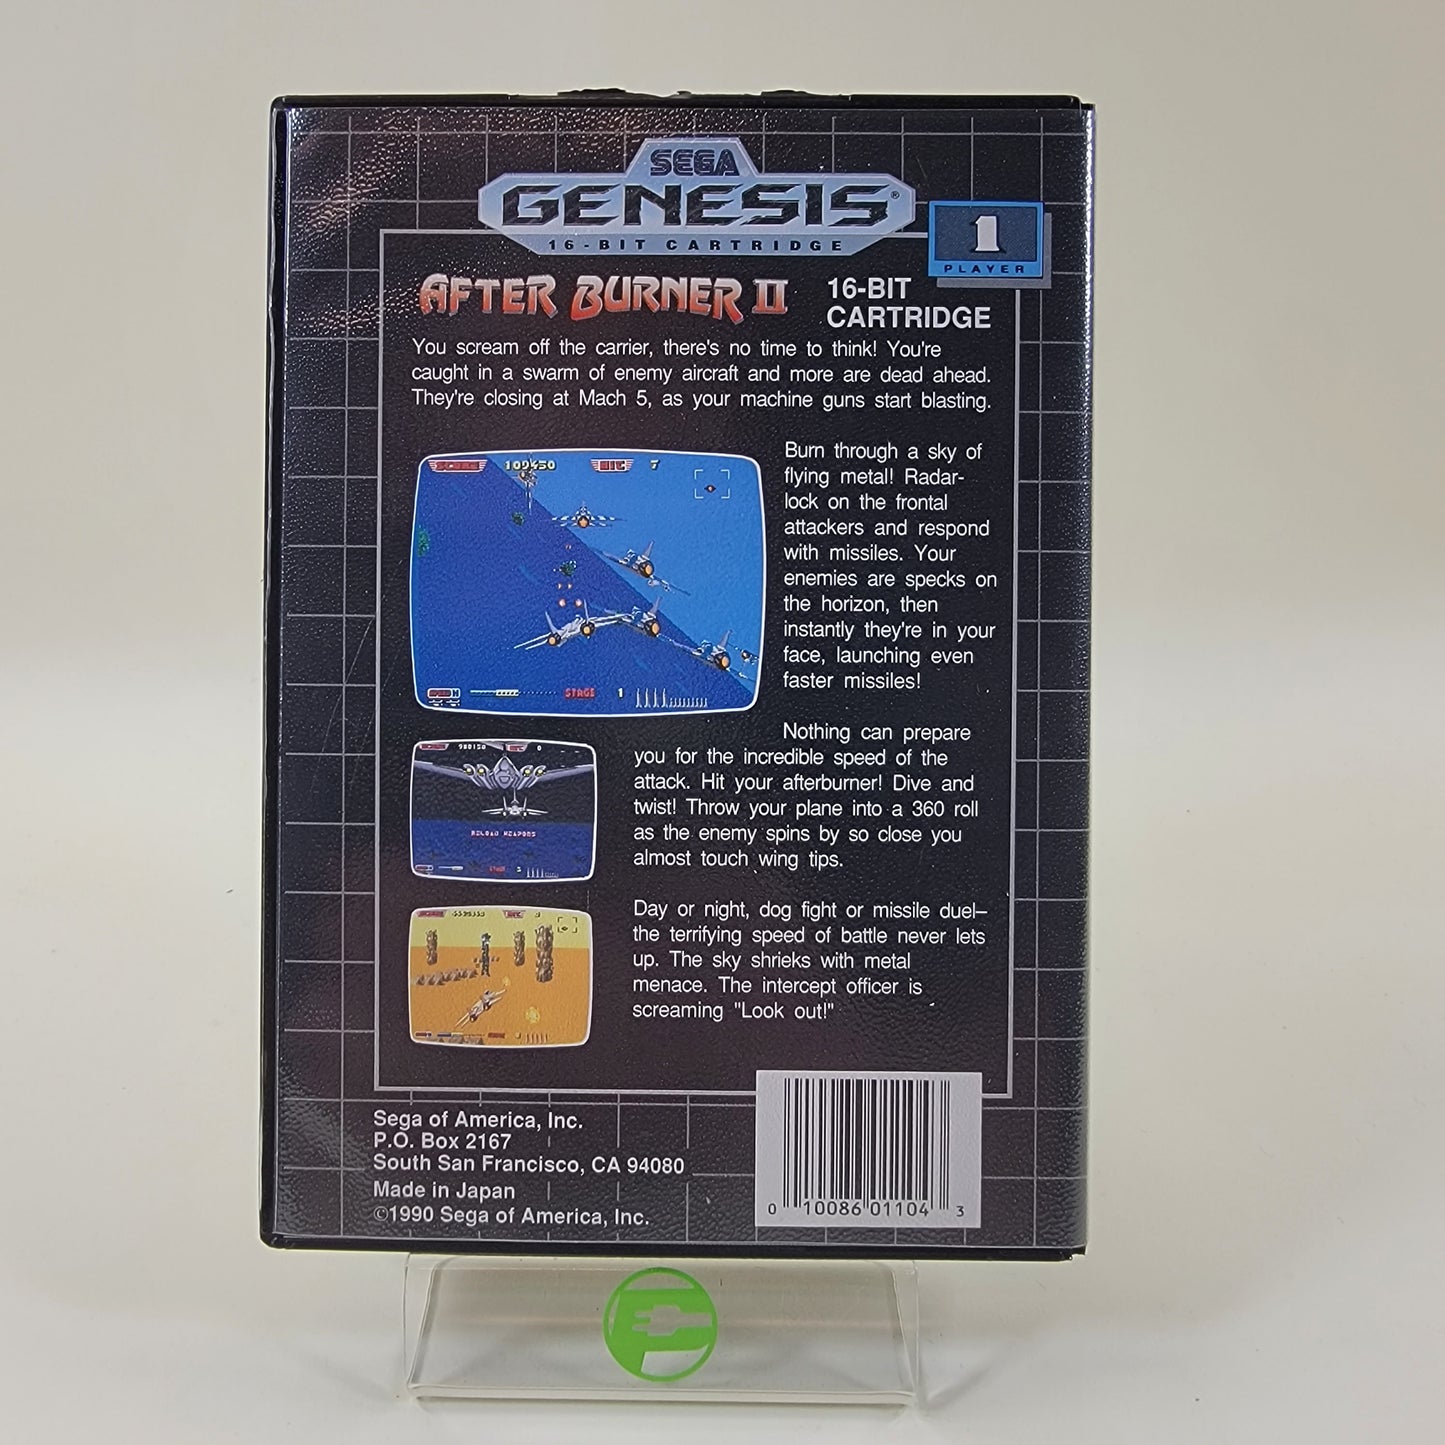 SEGA
GENESIS®
16-BIT CARTRIDGE
1
PLAYER
AFTER BURNER II
16-BIT
CARTRIDGE
You scream off the carrier, there's no time to think! You're
caught in a swarm of enemy aircraft and more are dead ahead.
They're closing at Mach 5, as your machine guns start blasting.
SCORE 109450 HIT 7
STAGE 1
Burn through a sky of
flying metal! Radar-
lock on the frontal
attackers and respond
with missiles. Your
enemies are specks on
the horizon, then
instantly they're in your
face, launching even
faster missiles!
RELOAD WEAPONS
Nothing can prepare
you for the incredible speed of the
attack. Hit your afterburner! Dive and
twist! Throw your plane into a 360 roll
as the enemy spins by so close you
almost touch wing tips.
Day or night, dog fight or missile duel–
the terrifying speed of battle never lets
up. The sky shrieks with metal
menace. The intercept officer is
screaming "Look out!"
Sega of America, Inc.
P.O. Box 2167
South San Francisco, CA 94080
Made in Japan
©1990 Sega of America, Inc.
0 10086 01104 3